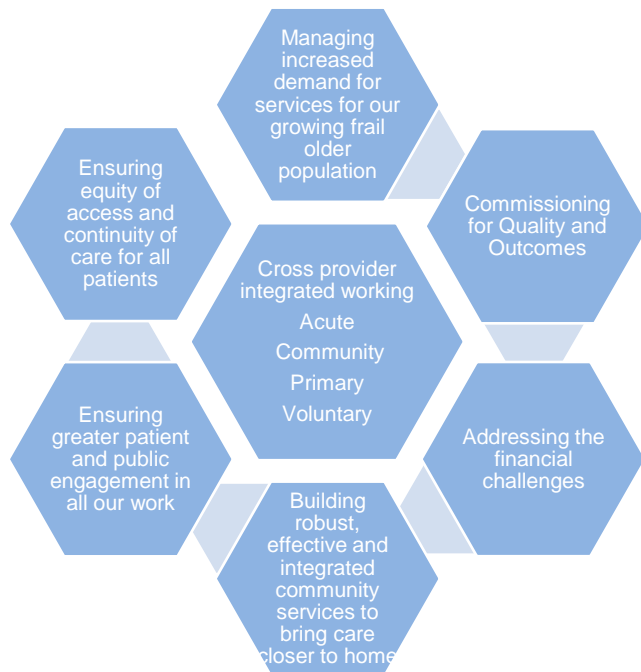 Managing
increased
demand for
services for our
growing frail
older
population
Commissioning
for Quality and
Outcomes
Addressing the
financial
challenges
Building
robust,
effective and
integrated
community
services to
bring care
closer to home
Ensuring
greater patient
and public
engagement in
all our work
Ensuring
equity of
access and
continuity of
care for all
patients
Cross provider
integrated working
Acute
Community
Primary
Voluntary